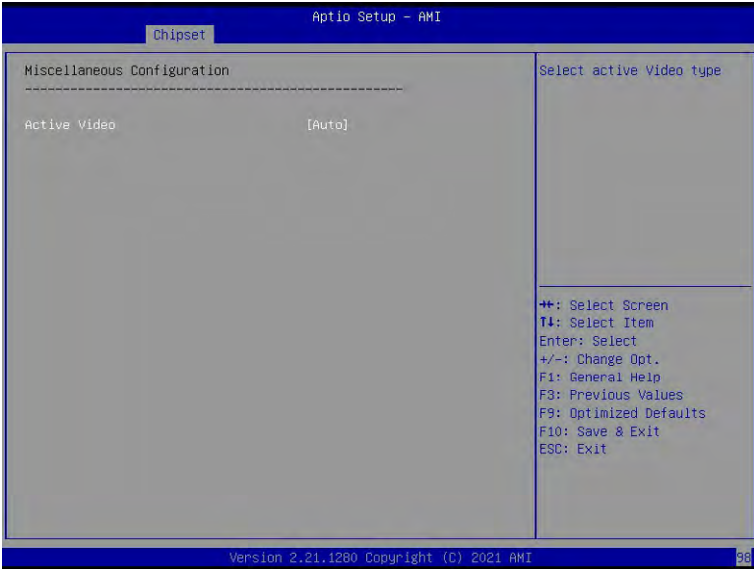 Aptio Setup – AMI
Chipset
Miscellaneous Configuration
--------------------------------------------------
Active Video [Auto]
Select active Video type
→←: Select Screen
↑↓: Select Item
Enter: Select
+/-: Change Opt.
F1: General Help
F3: Previous Values
F9: Optimized Defaults
F10: Save & Exit
ESC: Exit
Version 2.21.1280 Copyright (C) 2021 AMI
98